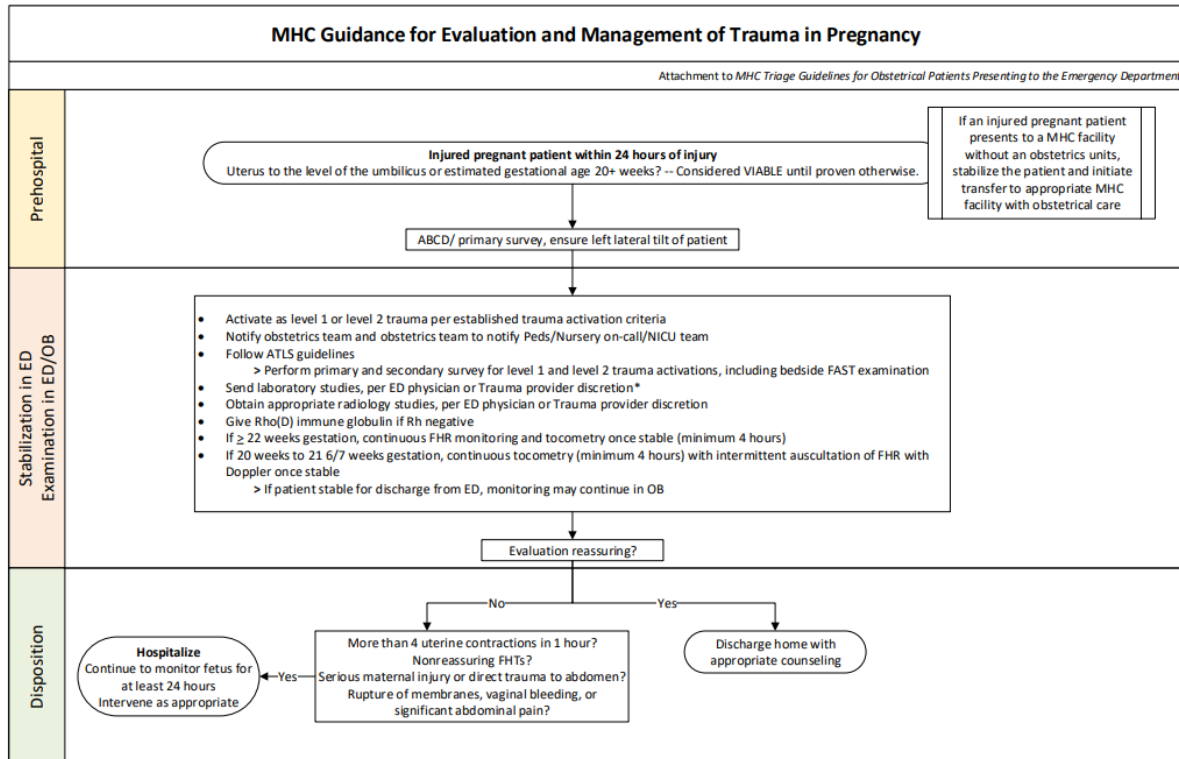 MHC Guidance for Evaluation and Management of Trauma in Pregnancy
Attachment to MHC Triage Guidelines for Obstetrical Patients Presenting to the Emergency Department
Prehospital
Injured pregnant patient within 24 hours of injury
Uterus to the level of the umbilicus or estimated gestational age 20+ weeks? -- Considered VIABLE until proven otherwise.
If an injured pregnant patient
presents to a MHC facility
without an obstetrics units,
stabilize the patient and initiate
transfer to appropriate MHC
facility with obstetrical care
ABCD/ primary survey, ensure left lateral tilt of patient
Stabilization in ED
Examination in ED/OB
• Activate as level 1 or level 2 trauma per established trauma activation criteria
• Notify obstetrics team and obstetrics team to notify Peds/Nursery on-call/NICU team
• Follow ATLS guidelines
> Perform primary and secondary survey for level 1 and level 2 trauma activations, including bedside FAST examination
• Send laboratory studies, per ED physician or Trauma provider discretion*
• Obtain appropriate radiology studies, per ED physician or Trauma provider discretion
• Give Rho(D) immune globulin if Rh negative
• If ≥ 22 weeks gestation, continuous FHR monitoring and tocometry once stable (minimum 4 hours)
• If 20 weeks to 21 6/7 weeks gestation, continuous tocometry (minimum 4 hours) with intermittent auscultation of FHR with
Doppler once stable
> If patient stable for discharge from ED, monitoring may continue in OB
Evaluation reassuring?
Disposition
No
Yes
More than 4 uterine contractions in 1 hour?
Nonreassuring FHTs?
Serious maternal injury or direct trauma to abdomen?
Rupture of membranes, vaginal bleeding, or
significant abdominal pain?
Yes
Hospitalize
Continue to monitor fetus for
at least 24 hours
Intervene as appropriate
Discharge home with
appropriate counseling